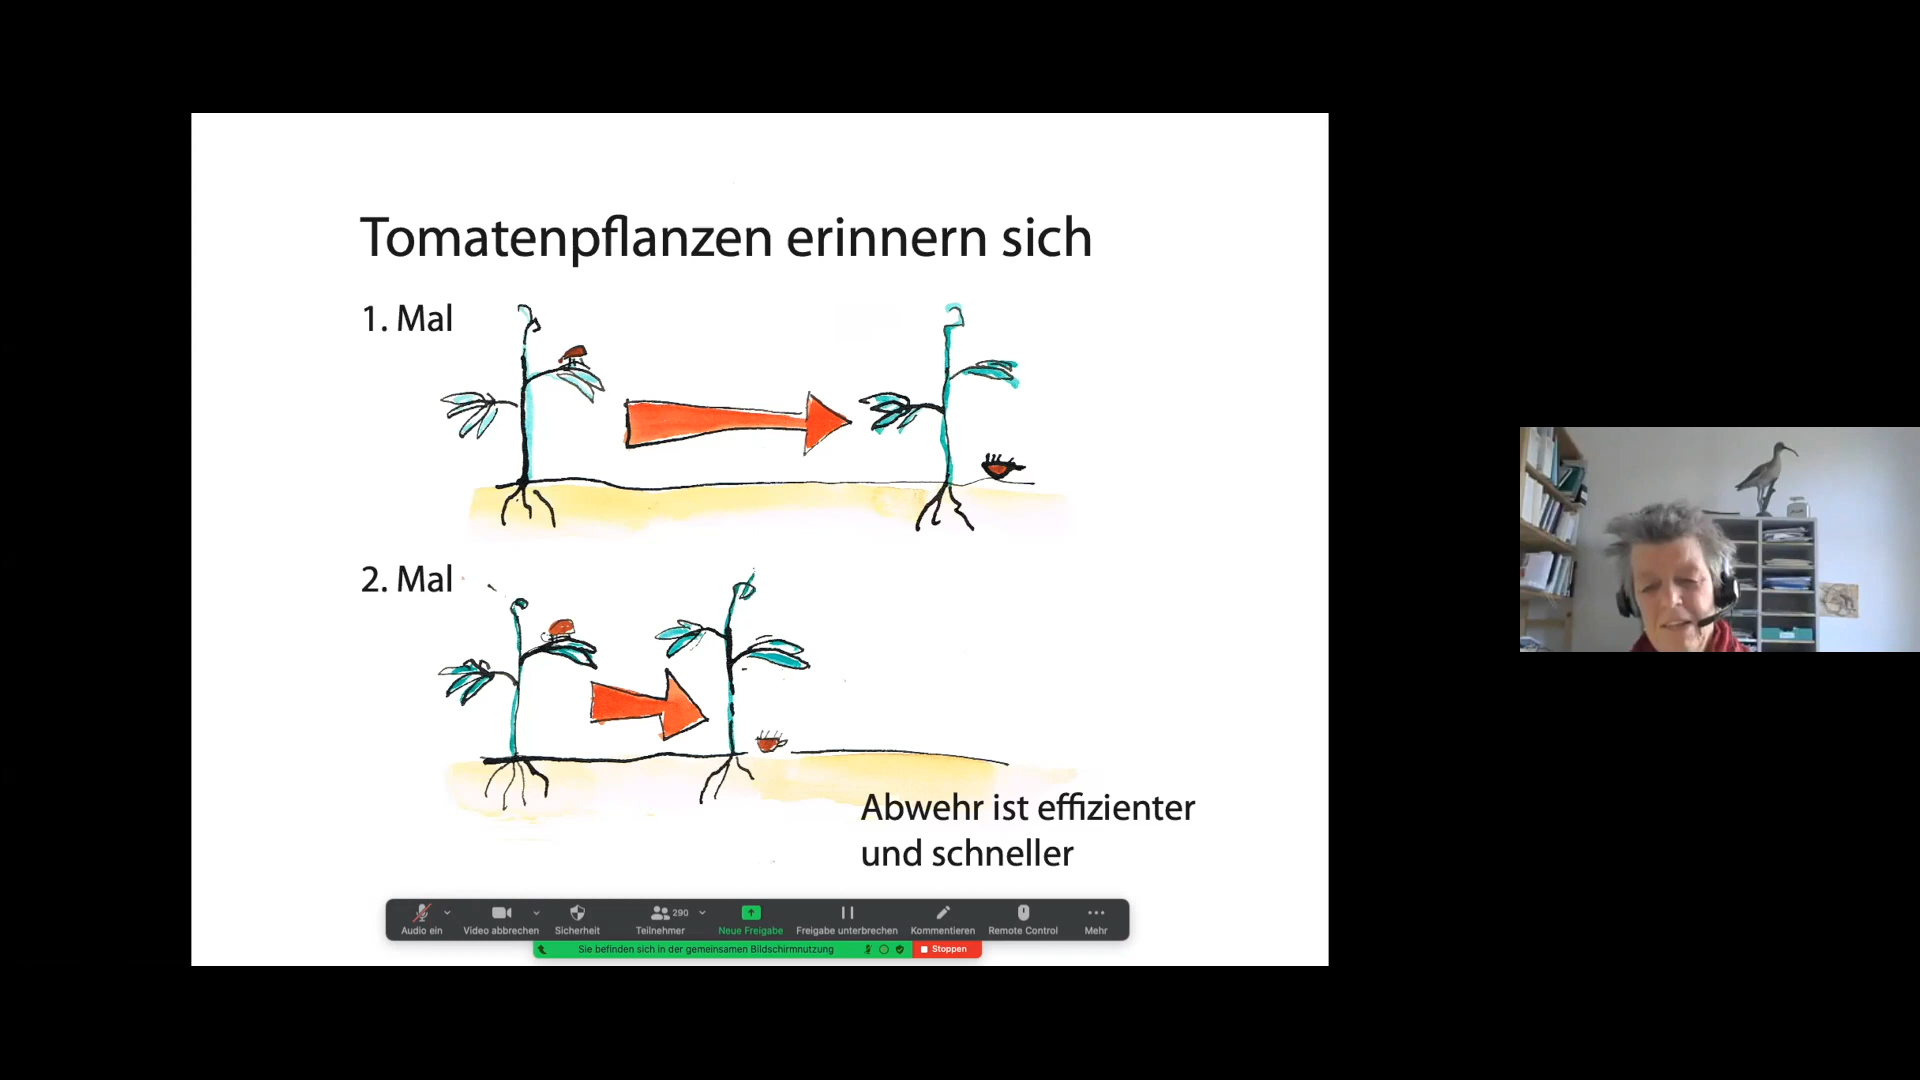 Tomatenpflanzen erinnern sich
1. Mal
2. Mal
Abwehr ist effizienter
und schneller
290
Audio ein
Video abbrechen
Sicherheit
Teilnehmer
Neue Freigabe
Freigabe unterbrechen
Kommentieren
Remote Control
Mehr
Sie befinden sich in der gemeinsamen Bildschirmnutzung
Stoppen